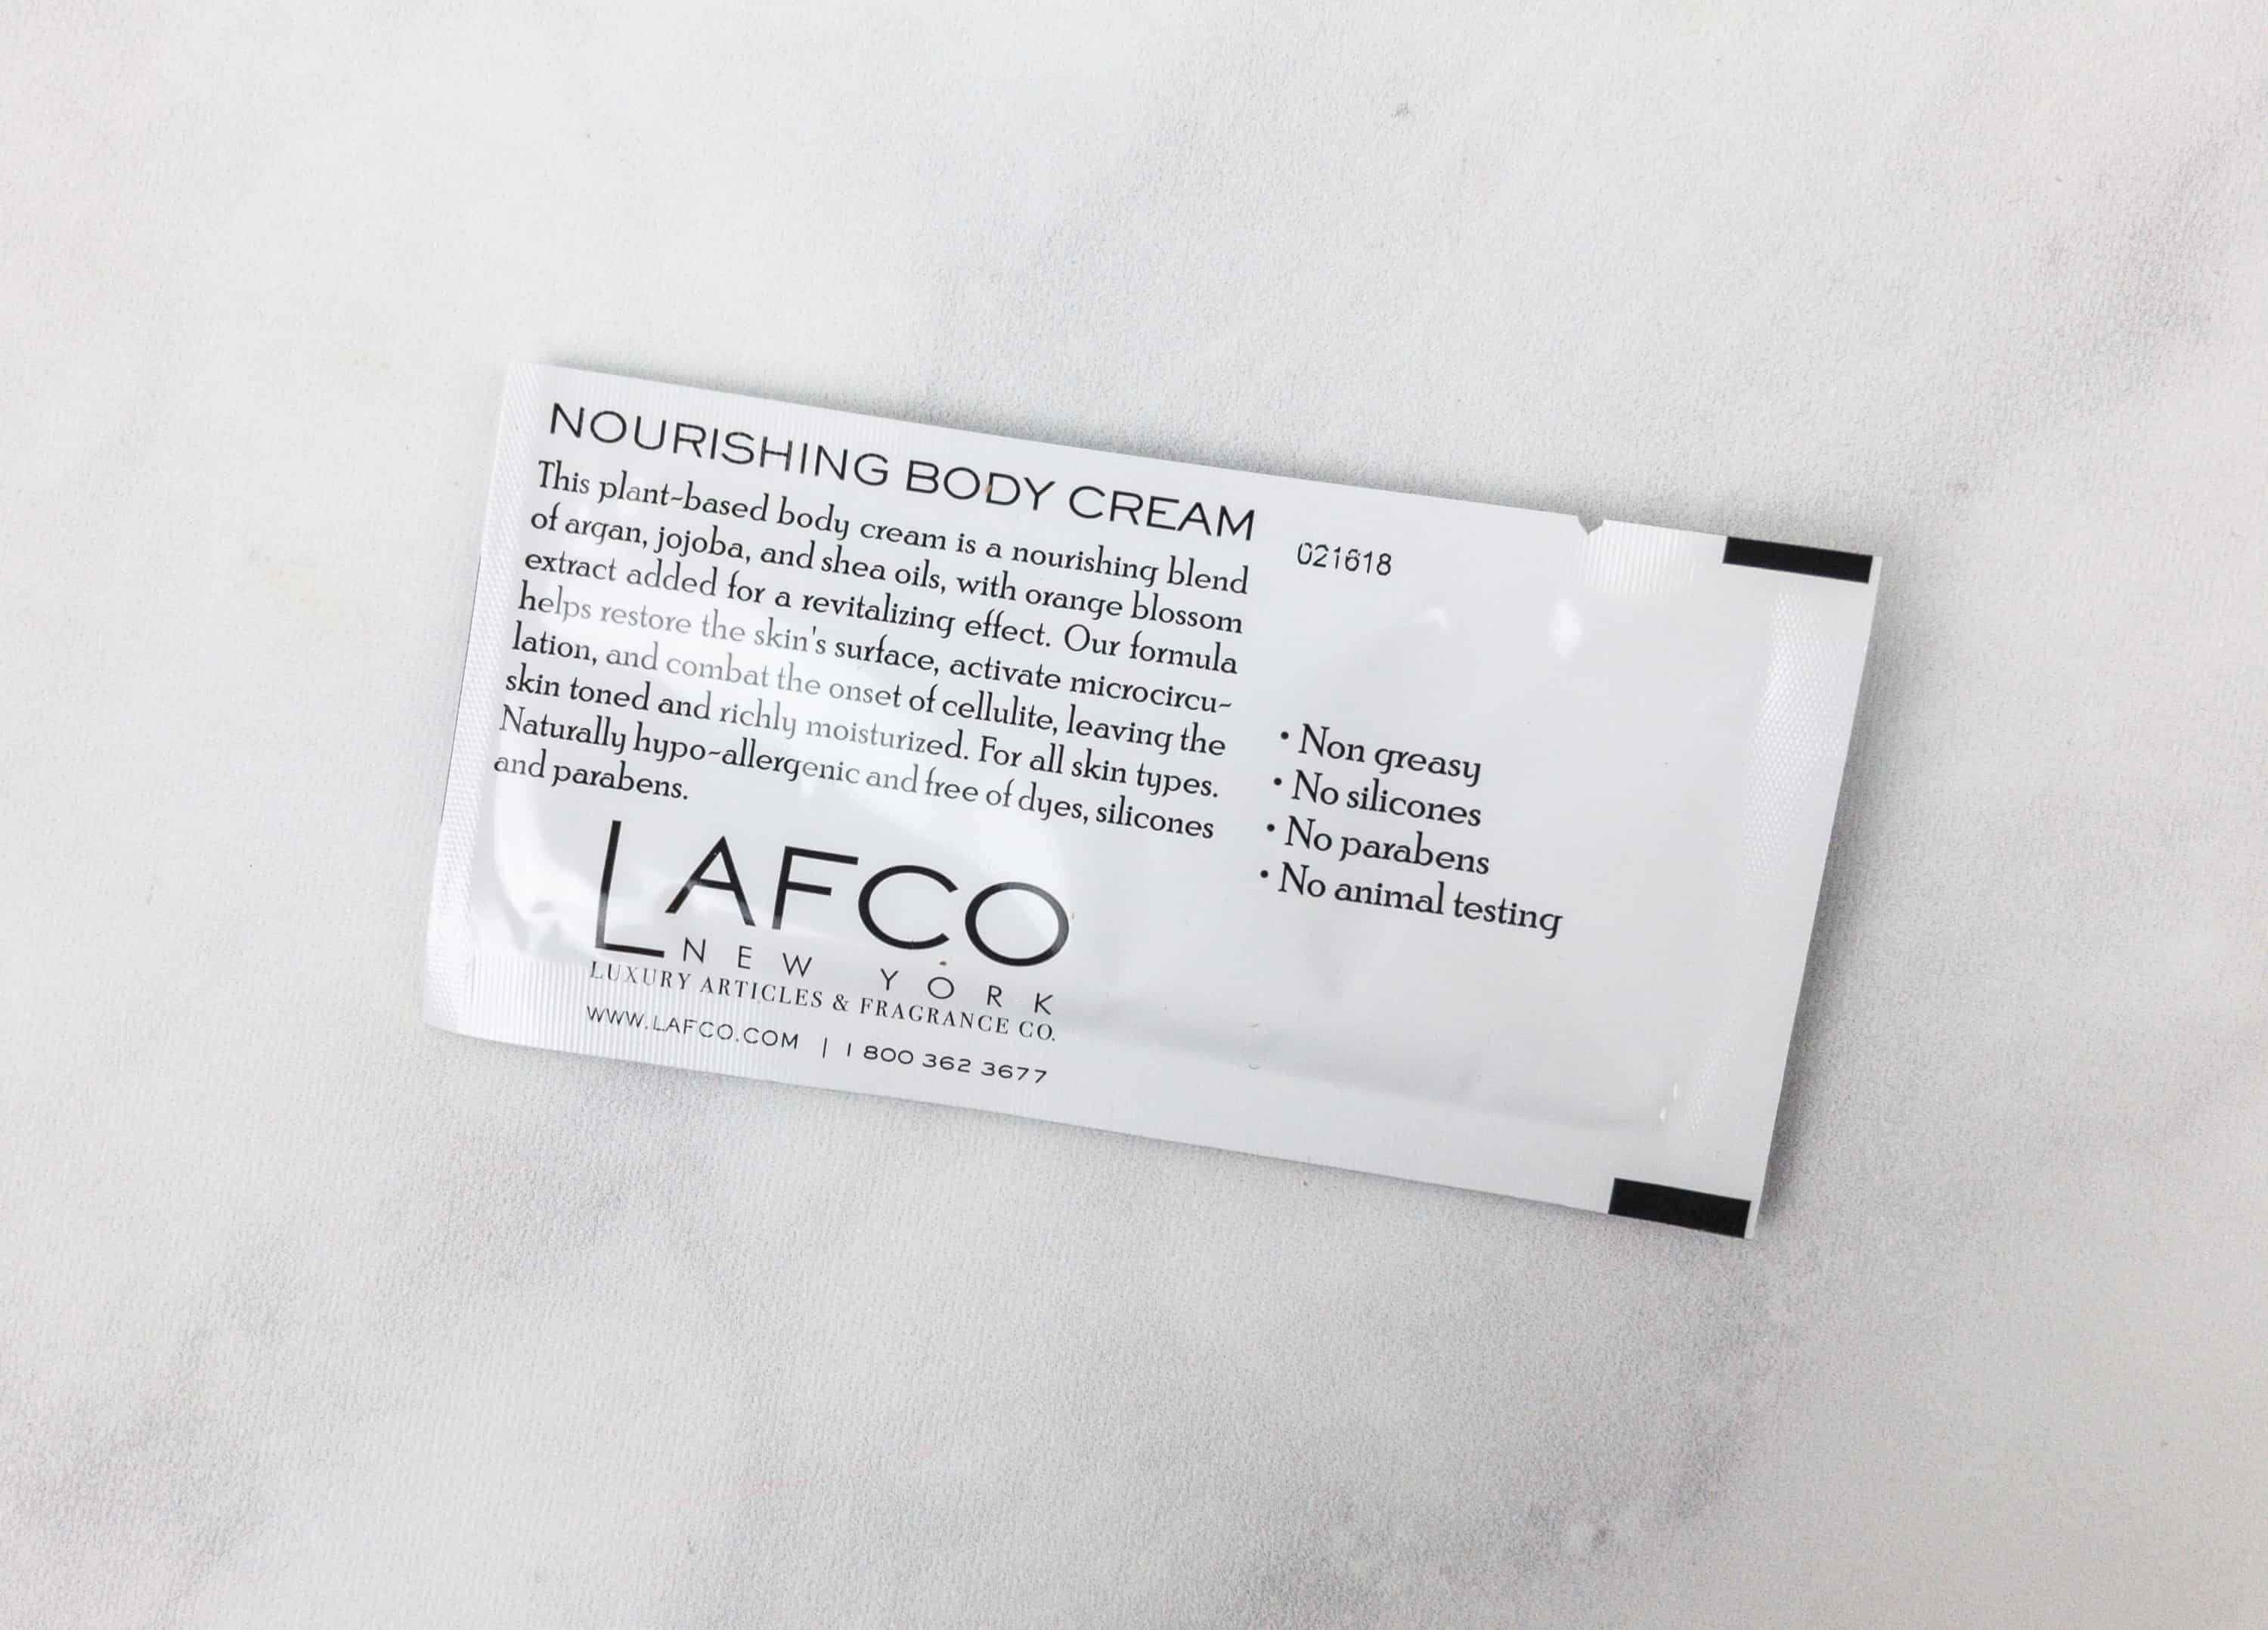 NOURISHING BODY CREAM
This plant-based body cream is a nourishing blend
of argan, jojoba, and shea oils, with orange blossom
extract added for a revitalizing effect. Our formula
helps restore the skin's surface, activate microcircu-
lation, and combat the onset of cellulite, leaving the
skin toned and richly moisturized. For all skin types.
Naturally hypo-allergenic and free of dyes, silicones
and parabens.
LAFCO
NEW YORK
LUXURY ARTICLES & FRAGRANCE CO.
WWW.LAFCO.COM | 1 800 362 3677
021618
• Non greasy
• No silicones
• No parabens
• No animal testing